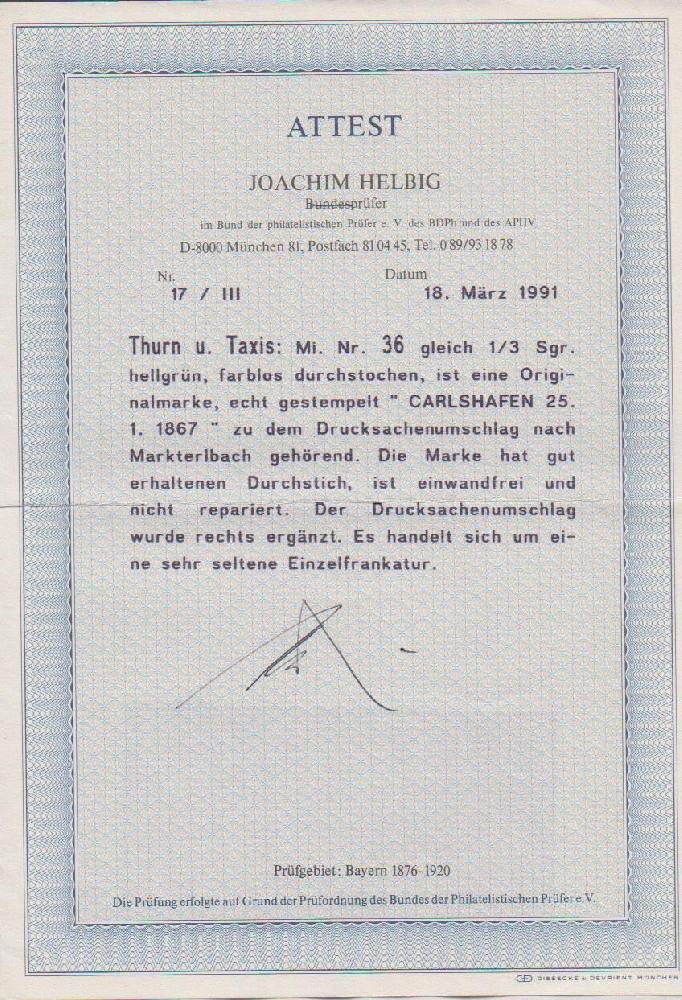 ATTEST
JOACHIM HELBIG
Bundesprüfer
im Bund der philatelistischen Prüfer e. V. des BDPh und des APHV
D-8000 München 81, Postfach 81 04 45, Tel. 0 89/93 18 78
Nr. Datum
17 / III 18. März 1991
Thurn u. Taxis: Mi. Nr. 36 gleich 1/3 Sgr.
hellgrün, farblos durchstochen, ist eine Origi-
nalmarke, echt gestempelt " CARLSHAFEN 25.
1. 1867 " zu dem Drucksachenumschlag nach
Markterlbach gehörend. Die Marke hat gut
erhaltenen Durchstich, ist einwandfrei und
nicht repariert. Der Drucksachenumschlag
wurde rechts ergänzt. Es handelt sich um ei-
ne sehr seltene Einzelfrankatur.
Prüfgebiet: Bayern 1876-1920
Die Prüfung erfolgte auf Grund der Prüfordnung des Bundes der Philatelistischen Prüfer e. V.
GIESECKE & DEVRIENT MÜNCHEN